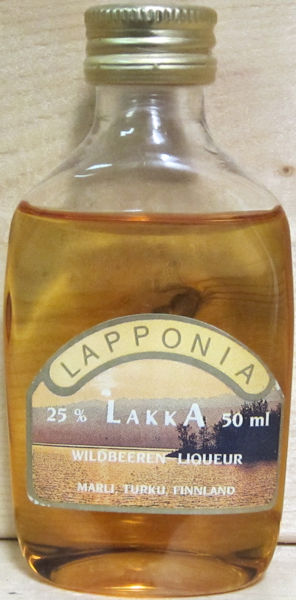 LAPPONIA
25 % LAKKA 50 ml
WILDBEEREN LIQUEUR
MARLI, TURKU, FINNLAND